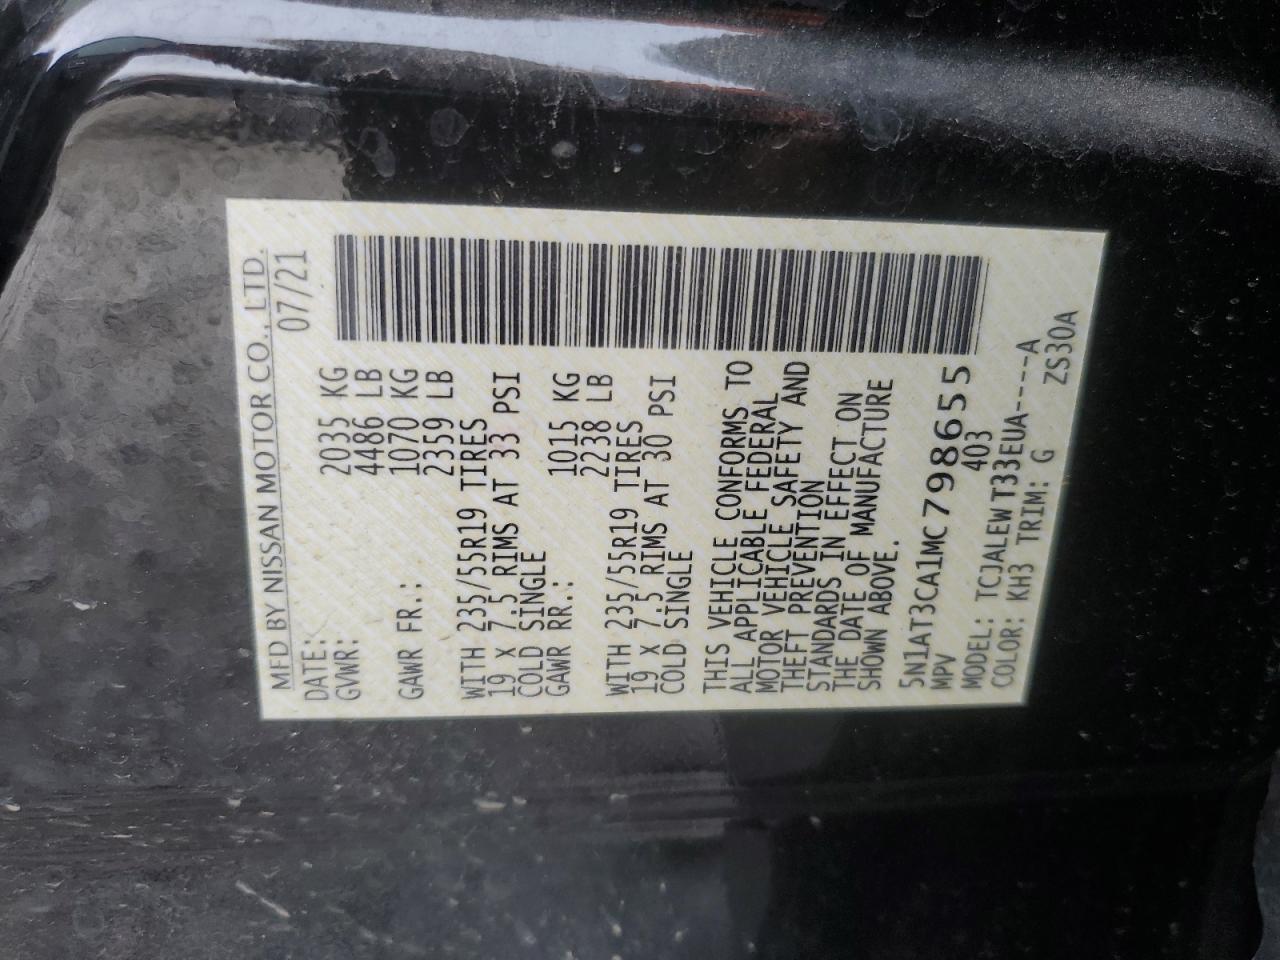 MFD BY NISSAN MOTOR CO., LTD.
DATE: 07/21
GVWR: 2035 KG
4486 LB
GAWR FR.: 1070 KG
2359 LB
WITH 235/55R19 TIRES
19 x 7.5 RIMS AT 33 PSI
COLD SINGLE
GAWR RR.: 1015 KG
2238 LB
WITH 235/55R19 TIRES
19 x 7.5 RIMS AT 30 PSI
COLD SINGLE
THIS VEHICLE CONFORMS TO
ALL APPLICABLE FEDERAL
MOTOR VEHICLE SAFETY AND
THEFT PREVENTION
STANDARDS IN EFFECT ON
THE DATE OF MANUFACTURE
SHOWN ABOVE.
5N1AT3CA1MC798655
MPV 403
MODEL: TCJALEWT33EUA----A
COLOR: KH3 TRIM: G ZS30A